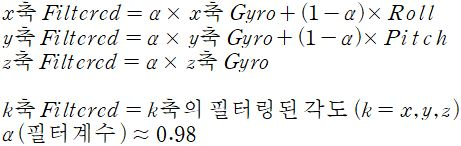 x축 Filtered = α × x축 Gyro + (1 − α) × Roll
y축 Filtered = α × y축 Gyro + (1 − α) × Pitch
z축 Filtered = α × z축 Gyro
k축 Filtered = k축의 필터링된 각도 (k = x, y, z)
α (필터계수) ≈ 0.98